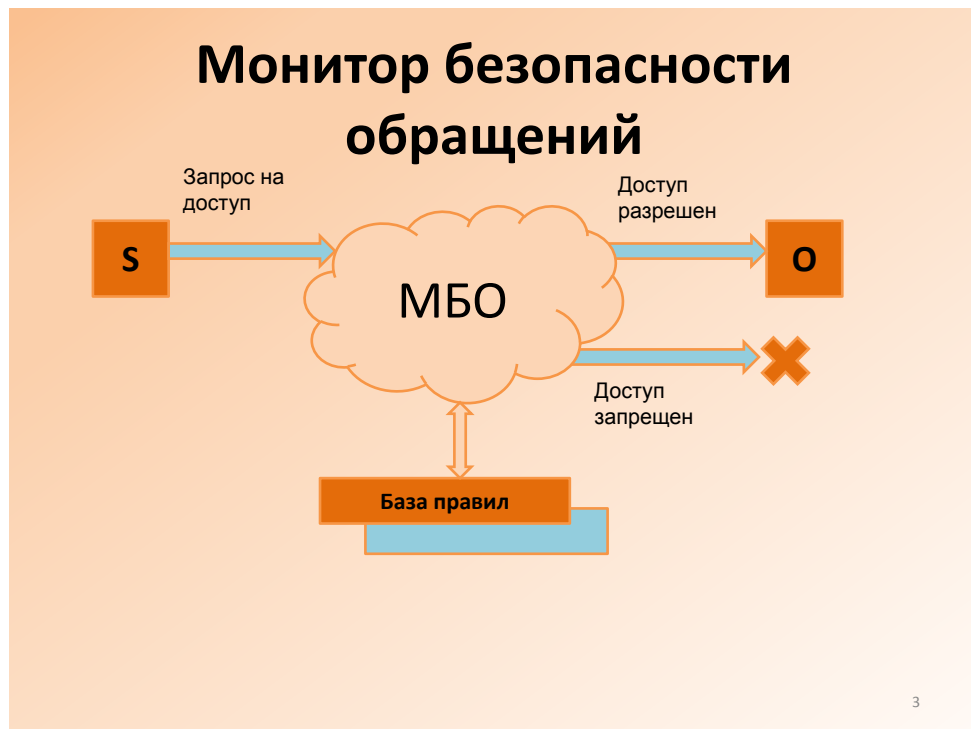 Монитор безопасности
обращений
Запрос на
доступ
Доступ
разрешен
S
МБО
O
Доступ
запрещен
База правил
3